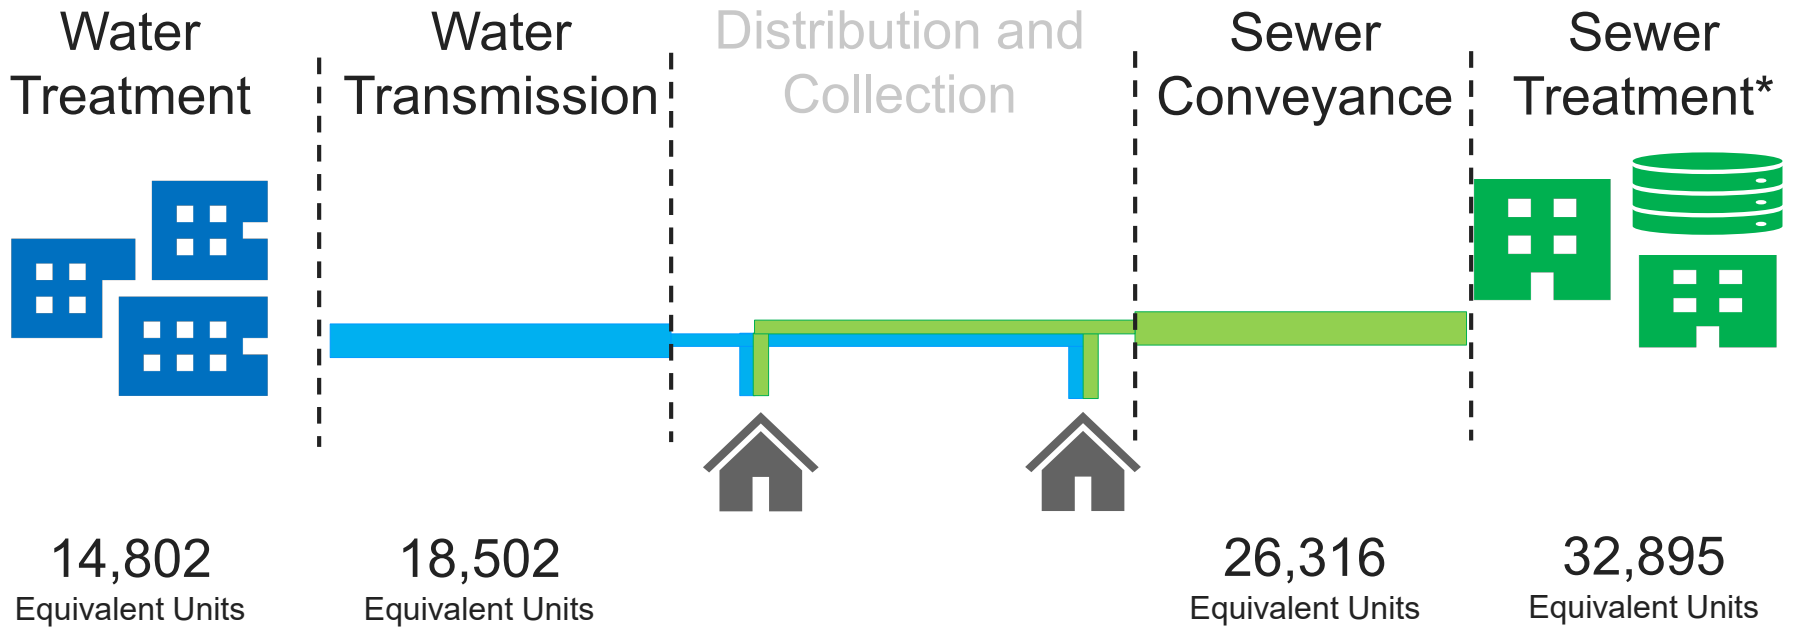 Water
Treatment
Water
Transmission
Distribution and
Collection
Sewer
Conveyance
Sewer
Treatment*
14,802
Equivalent Units
18,502
Equivalent Units
26,316
Equivalent Units
32,895
Equivalent Units